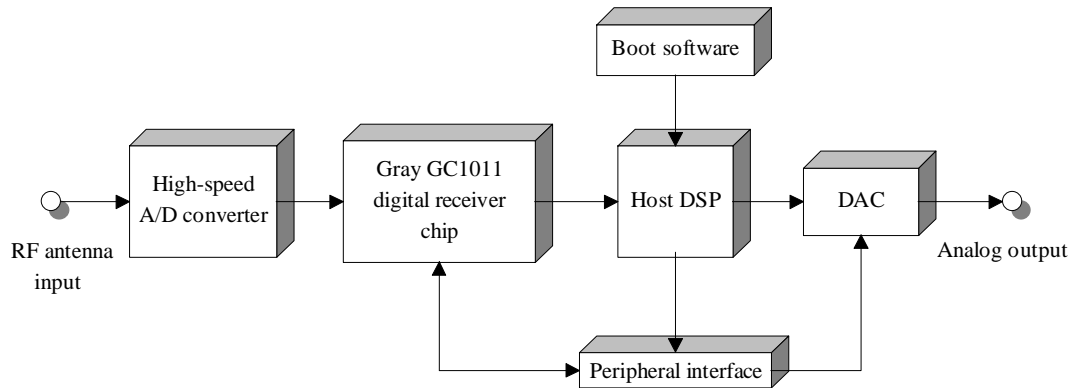 Boot software
High-speed
A/D converter
Gray GC1011
digital receiver
chip
Host DSP
DAC
RF antenna
input
Analog output
Peripheral interface